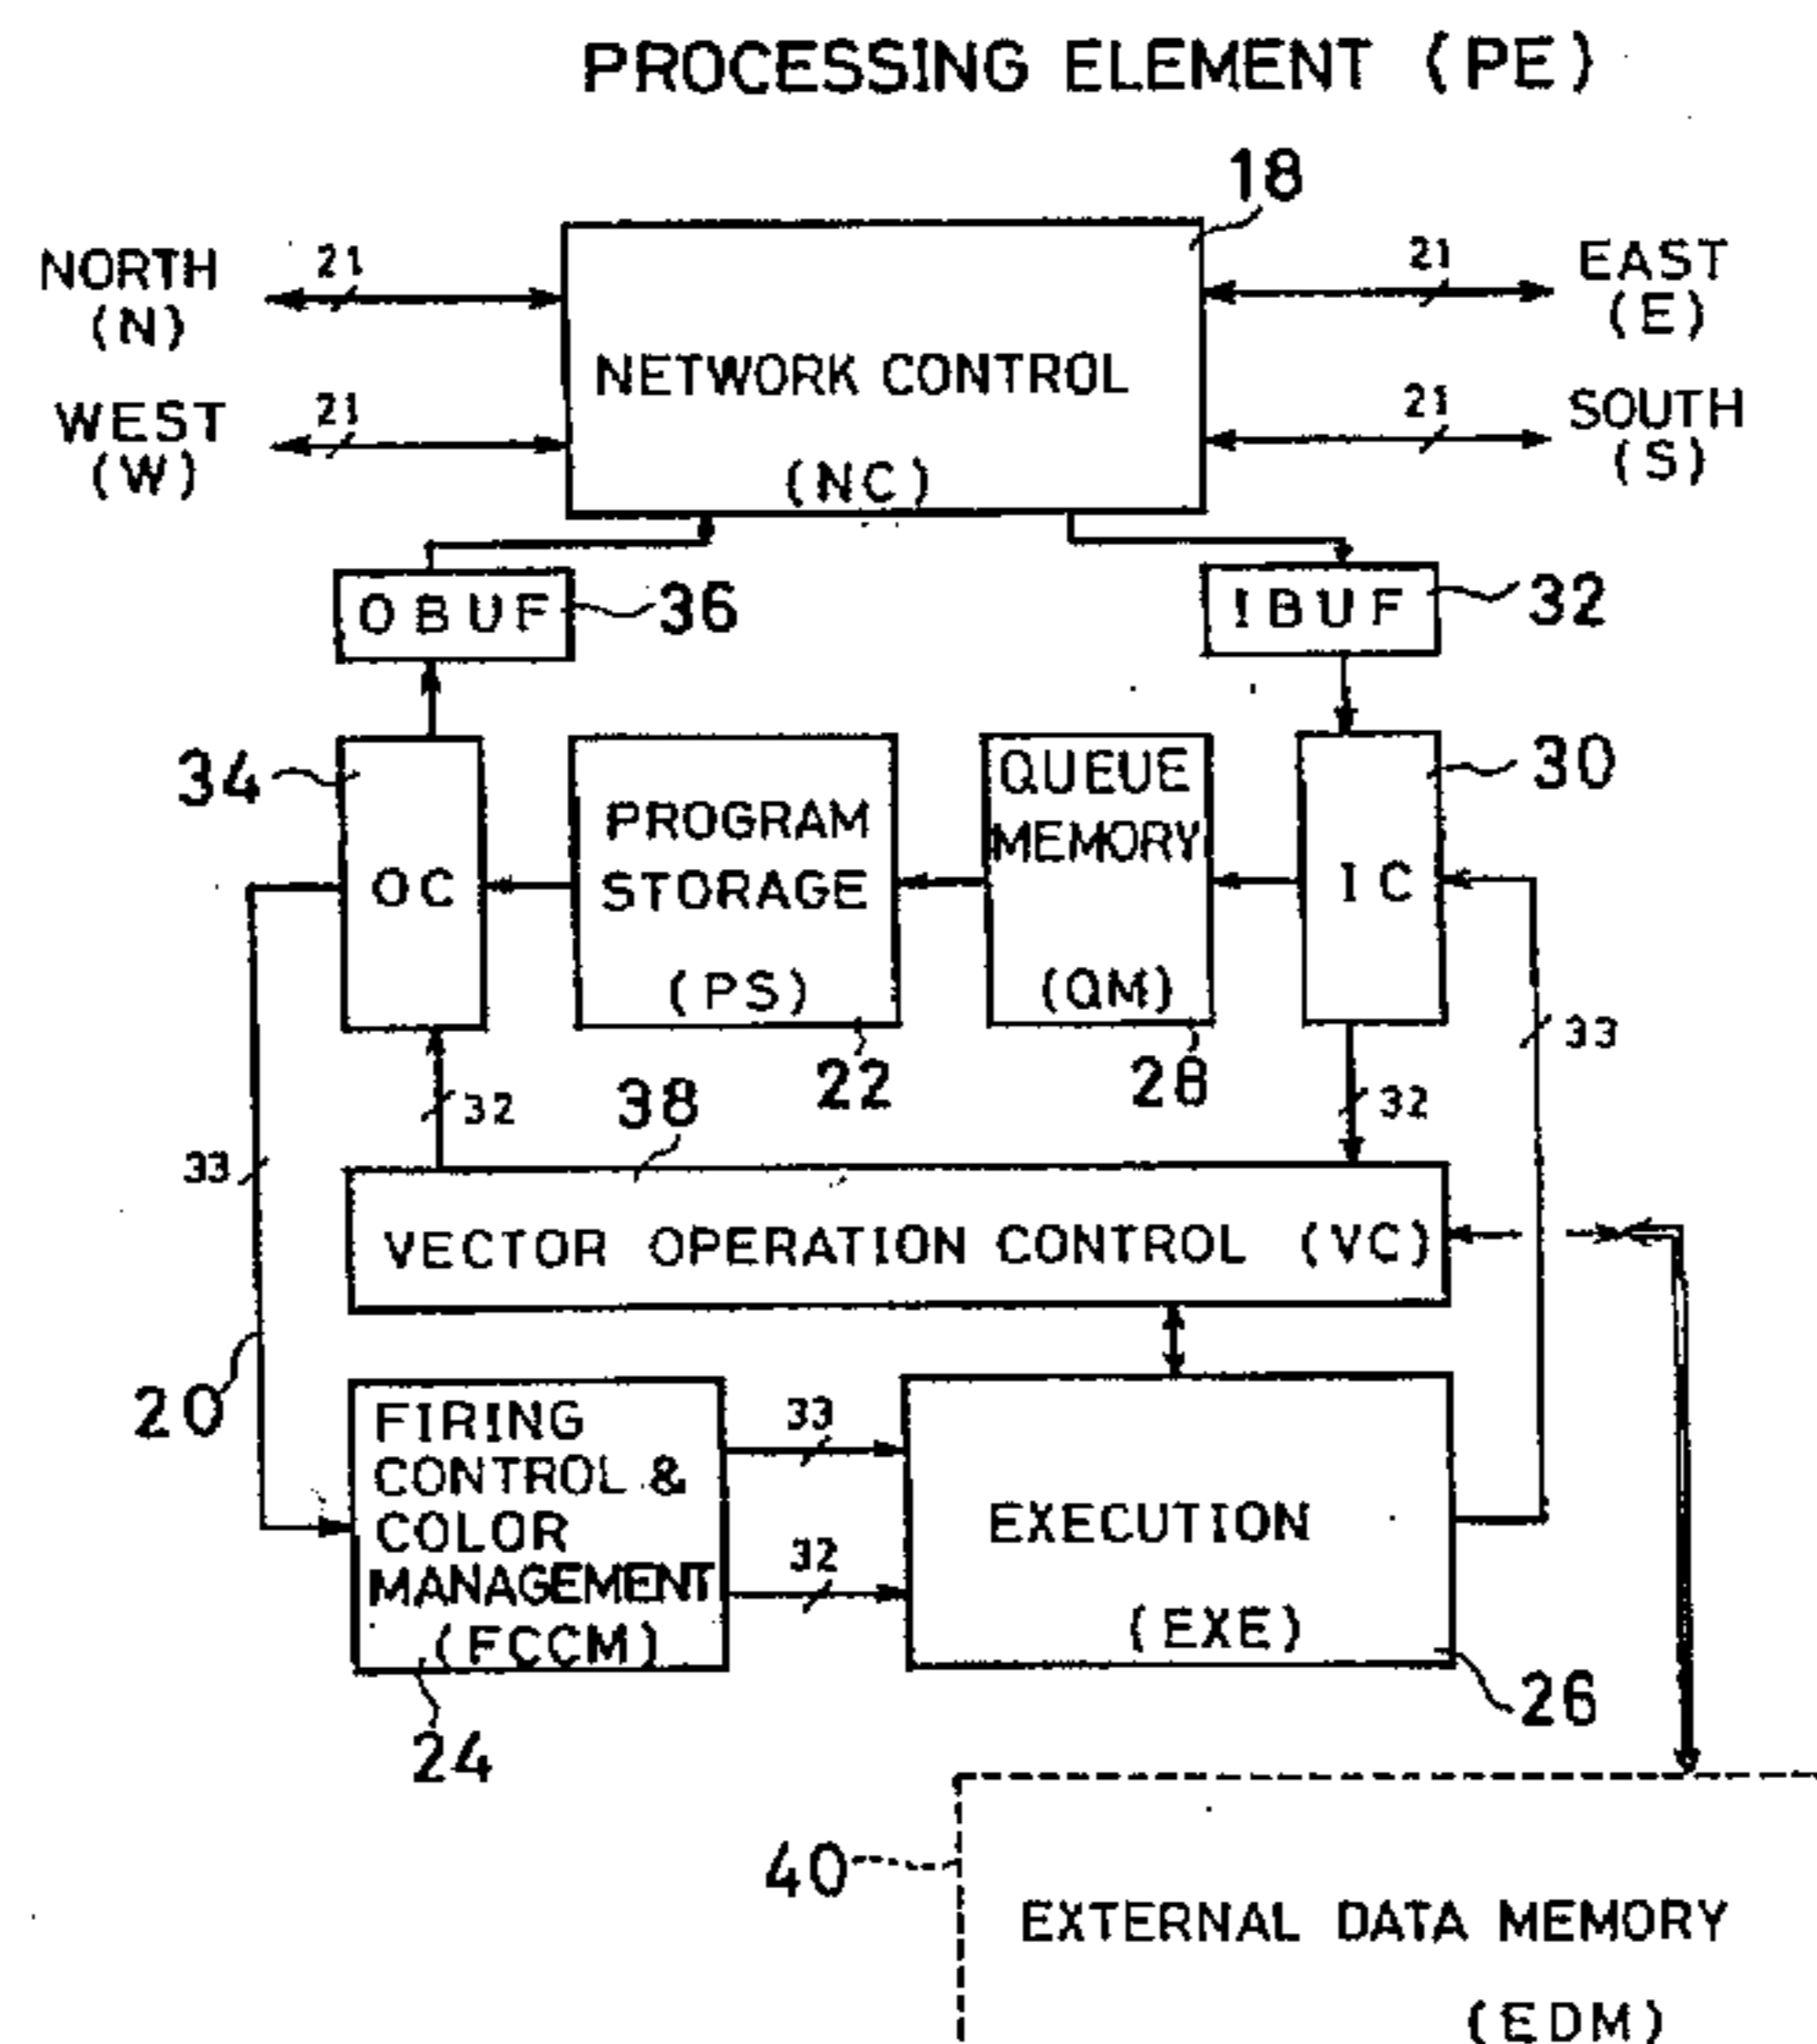 PROCESSING ELEMENT (PE)
18
NORTH
(N)
21
21
EAST
(E)
NETWORK CONTROL
(NC)
WEST
(W)
21
21
SOUTH
(S)
OBUF
36
IBUF
32
34
OC
PROGRAM
STORAGE
(PS)
22
QUEUE
MEMORY
(QM)
28
IC
30
33
32
38
32
33
VECTOR OPERATION CONTROL (VC)
20
FIRING
CONTROL &
COLOR
MANAGEMENT
(FCCM)
24
33
32
EXECUTION
(EXE)
26
40
EXTERNAL DATA MEMORY
(EDM)